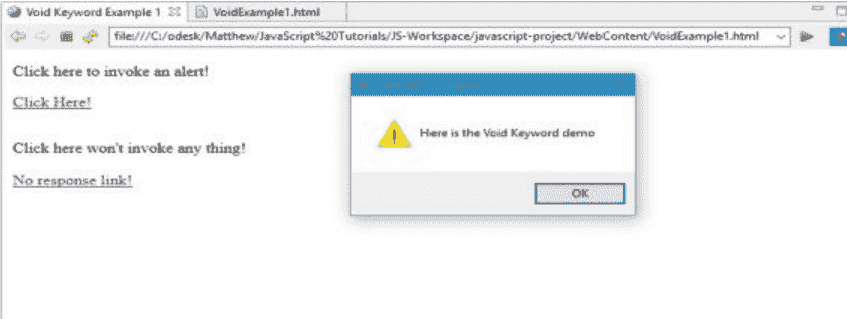 Void Keyword Example 1
VoidExample1.html
file:///C:/odesk/Matthew/JavaScript%20Tutorials/JS-Workspace/javascript-project/WebContent/VoidExample1.html
Click here to invoke an alert!
Click Here!
Click here won't invoke any thing!
No response link!
Here is the Void Keyword demo
OK